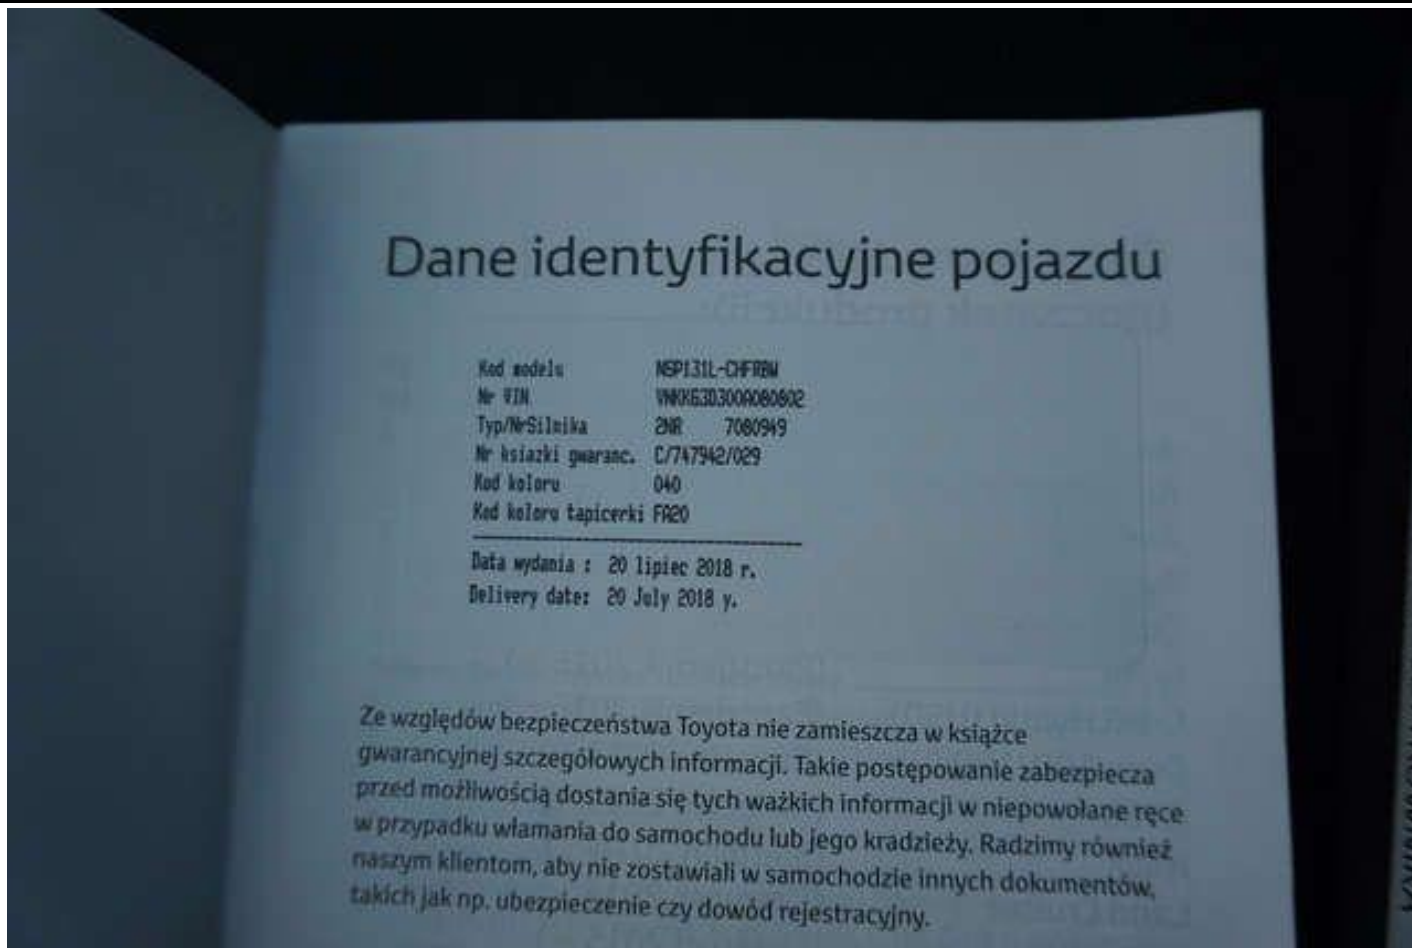 Dane identyfikacyjne pojazdu
Kod modelu NSP131L-CHFRBW
Nr VIN VNKKG3D300A080802
Typ/NrSilnika 2NR 7080949
Nr ksiazki gwaranc. C/747942/029
Kod koloru 040
Kod koloru tapicerki FA20
Data wydania : 20 lipiec 2018 r.
Delivery date: 20 July 2018 y.
Ze względów bezpieczeństwa Toyota nie zamieszcza w książce
gwarancyjnej szczegółowych informacji. Takie postępowanie zabezpiecza
przed możliwością dostania się tych ważkich informacji w niepowołane ręce
w przypadku włamania do samochodu lub jego kradzieży. Radzimy również
naszym klientom, aby nie zostawiali w samochodzie innych dokumentów,
takich jak np. ubezpieczenie czy dowód rejestracyjny.